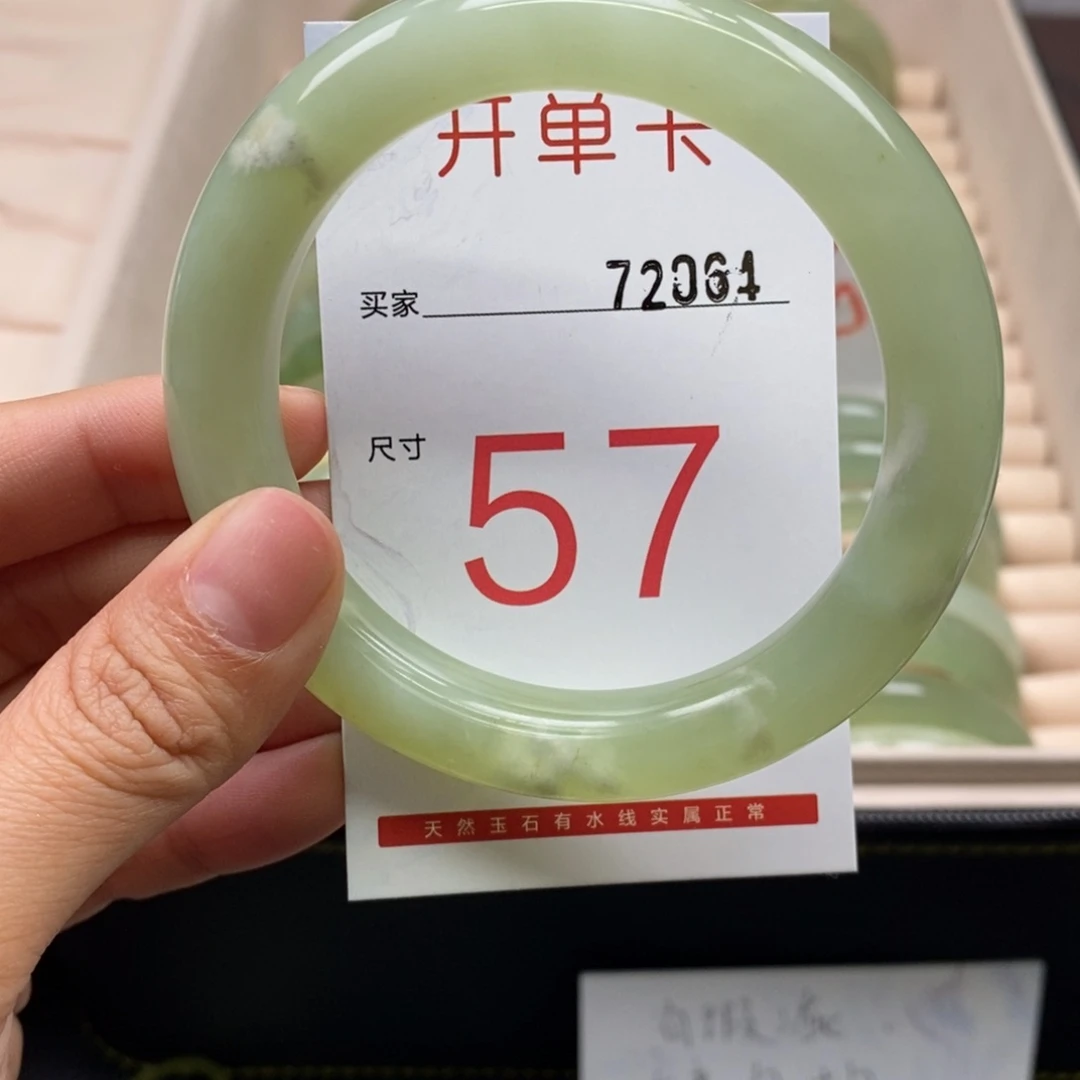 开单卡
买家 72064
尺寸 57
天然玉石有水线实属正常